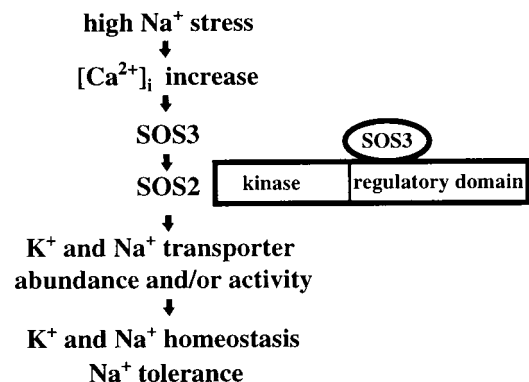 high Na⁺ stress
[Ca²⁺]ᵢ increase
SOS3
SOS3
SOS2
kinase
regulatory domain
K⁺ and Na⁺ transporter
abundance and/or activity
K⁺ and Na⁺ homeostasis
Na⁺ tolerance